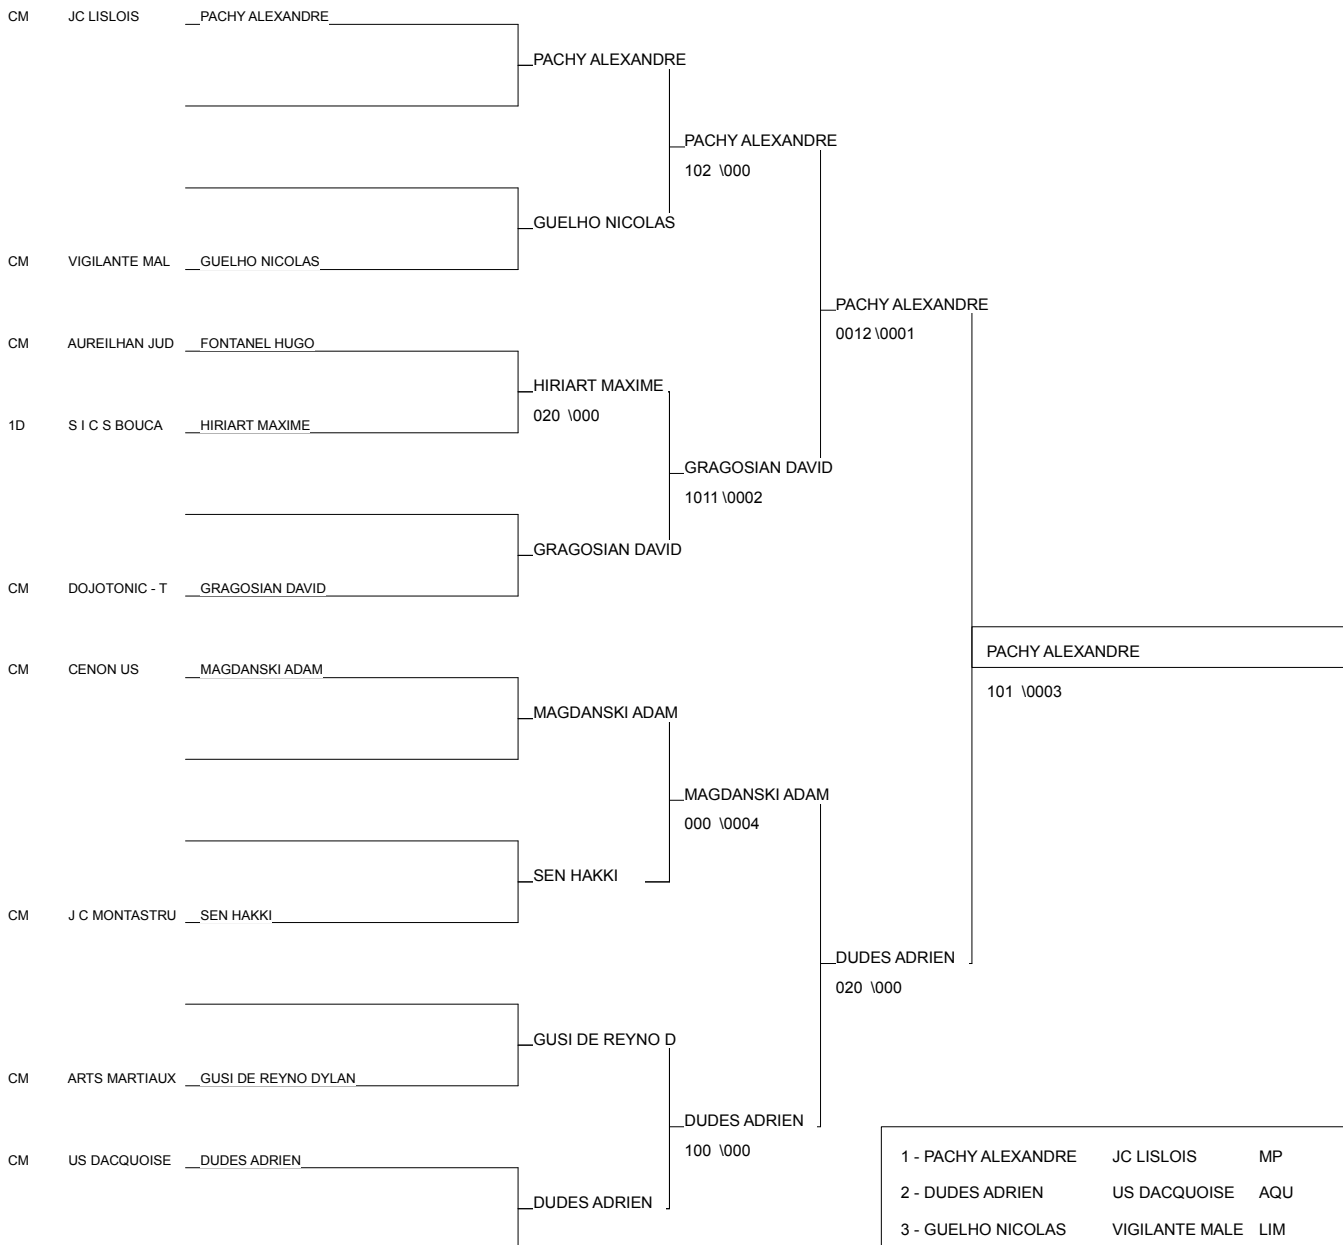 CM JC LISLOIS PACHY ALEXANDRE
PACHY ALEXANDRE
PACHY ALEXANDRE
102 \000
GUELHO NICOLAS
CM VIGILANTE MAL GUELHO NICOLAS
PACHY ALEXANDRE
0012 \0001
CM AUREILHAN JUD FONTANEL HUGO
HIRIART MAXIME
020 \000
1D S I C S BOUCA HIRIART MAXIME
GRAGOSIAN DAVID
1011 \0002
GRAGOSIAN DAVID
CM DOJOTONIC - T GRAGOSIAN DAVID
PACHY ALEXANDRE
101 \0003
CM CENON US MAGDANSKI ADAM
MAGDANSKI ADAM
MAGDANSKI ADAM
000 \0004
SEN HAKKI
CM J C MONTASTRU SEN HAKKI
DUDES ADRIEN
020 \000
GUSI DE REYNO D
CM ARTS MARTIAUX GUSI DE REYNO DYLAN
DUDES ADRIEN
100 \000
CM US DACQUOISE DUDES ADRIEN
DUDES ADRIEN
1 - PACHY ALEXANDRE JC LISLOIS MP
2 - DUDES ADRIEN US DACQUOISE AQU
3 - GUELHO NICOLAS VIGILANTE MALE LIM